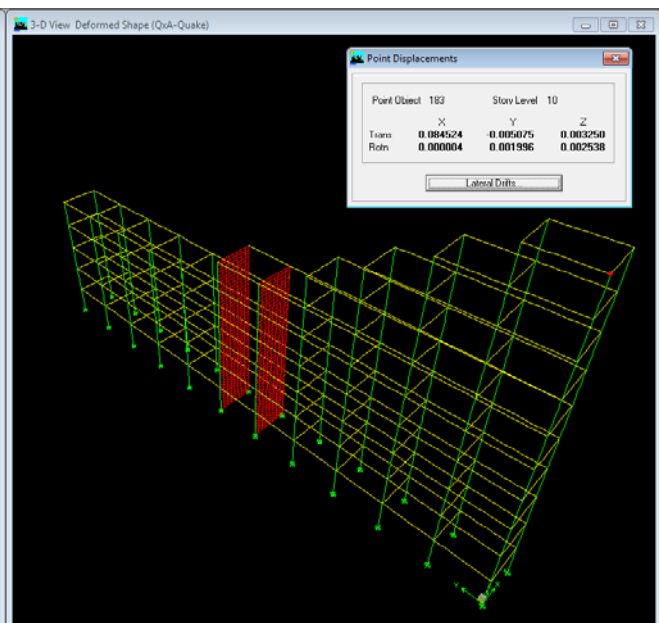 3-D View Deformed Shape (QxA-Quake)
Point Displacements
Point Object 183 Story Level 10
X Y Z
Trans 0.084524 -0.005075 0.003250
Rotn 0.000004 0.001996 0.002538
Lateral Drifts...
Y X